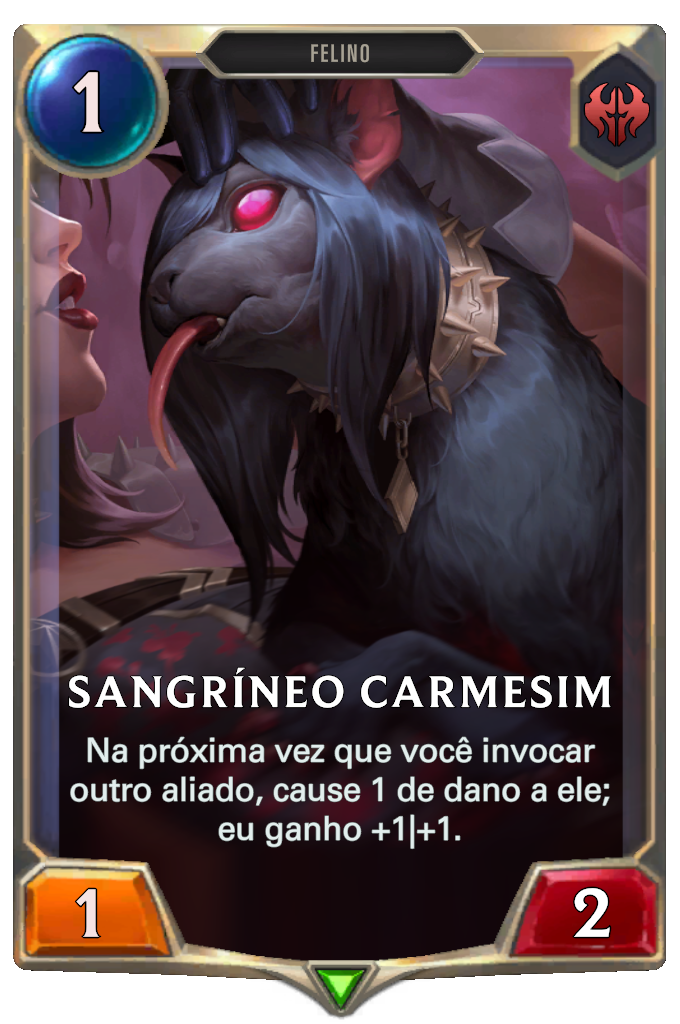 1
FELINO
SANGRÍNEO CARMESIM
Na próxima vez que você invocar
outro aliado, cause 1 de dano a ele;
eu ganho +1|+1.
1
2